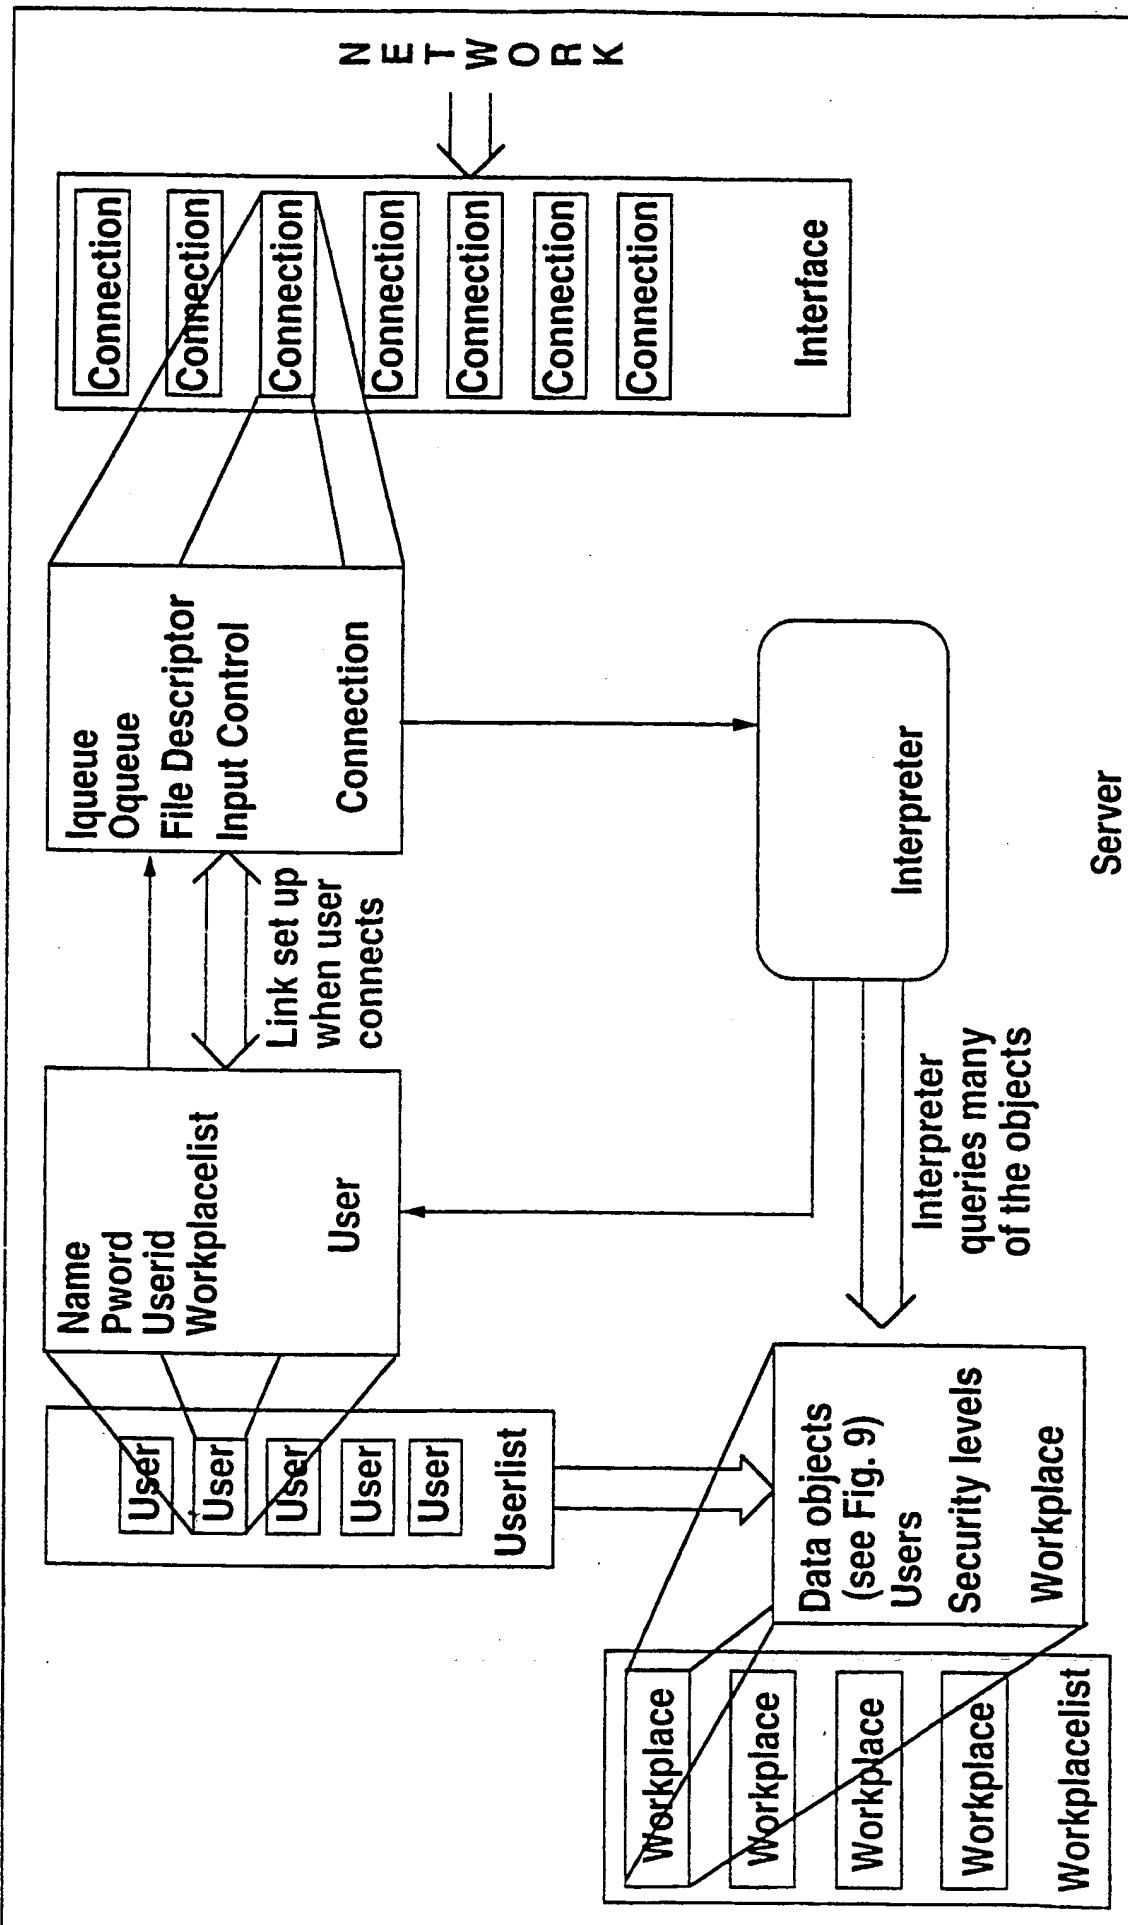 User
User
User
User
User
Userlist
Name
Pword
Userid
Workplacelist
User
Link set up
when user
connects
Iqueue
Oqueue
File Descriptor
Input Control
Connection
Connection
Connection
Connection
Connection
Connection
Connection
Connection
Interface
NETWORK
Workplace
Workplace
Workplace
Workplace
Workplacelist
Data objects
(see Fig. 9)
Users
Security levels
Workplace
Interpreter
queries many
of the objects
Interpreter
Server